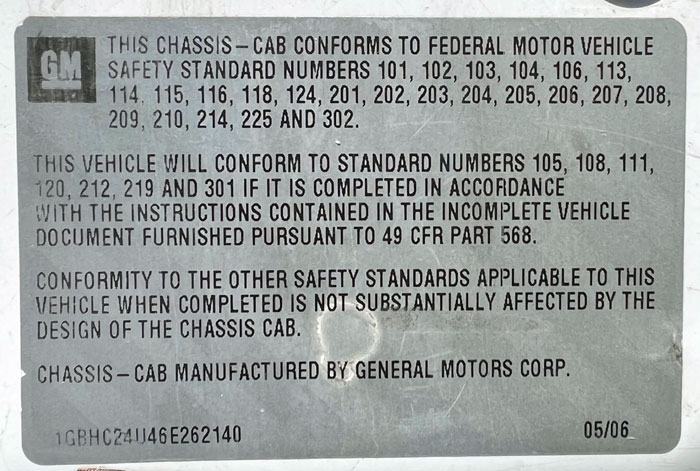 GM
THIS CHASSIS–CAB CONFORMS TO FEDERAL MOTOR VEHICLE
SAFETY STANDARD NUMBERS 101, 102, 103, 104, 106, 113,
114, 115, 116, 118, 124, 201, 202, 203, 204, 205, 206, 207, 208,
209, 210, 214, 225 AND 302.
THIS VEHICLE WILL CONFORM TO STANDARD NUMBERS 105, 108, 111,
120, 212, 219 AND 301 IF IT IS COMPLETED IN ACCORDANCE
WITH THE INSTRUCTIONS CONTAINED IN THE INCOMPLETE VEHICLE
DOCUMENT FURNISHED PURSUANT TO 49 CFR PART 568.
CONFORMITY TO THE OTHER SAFETY STANDARDS APPLICABLE TO THIS
VEHICLE WHEN COMPLETED IS NOT SUBSTANTIALLY AFFECTED BY THE
DESIGN OF THE CHASSIS CAB.
CHASSIS–CAB MANUFACTURED BY GENERAL MOTORS CORP.
1GBHC24U46E262140 05/06